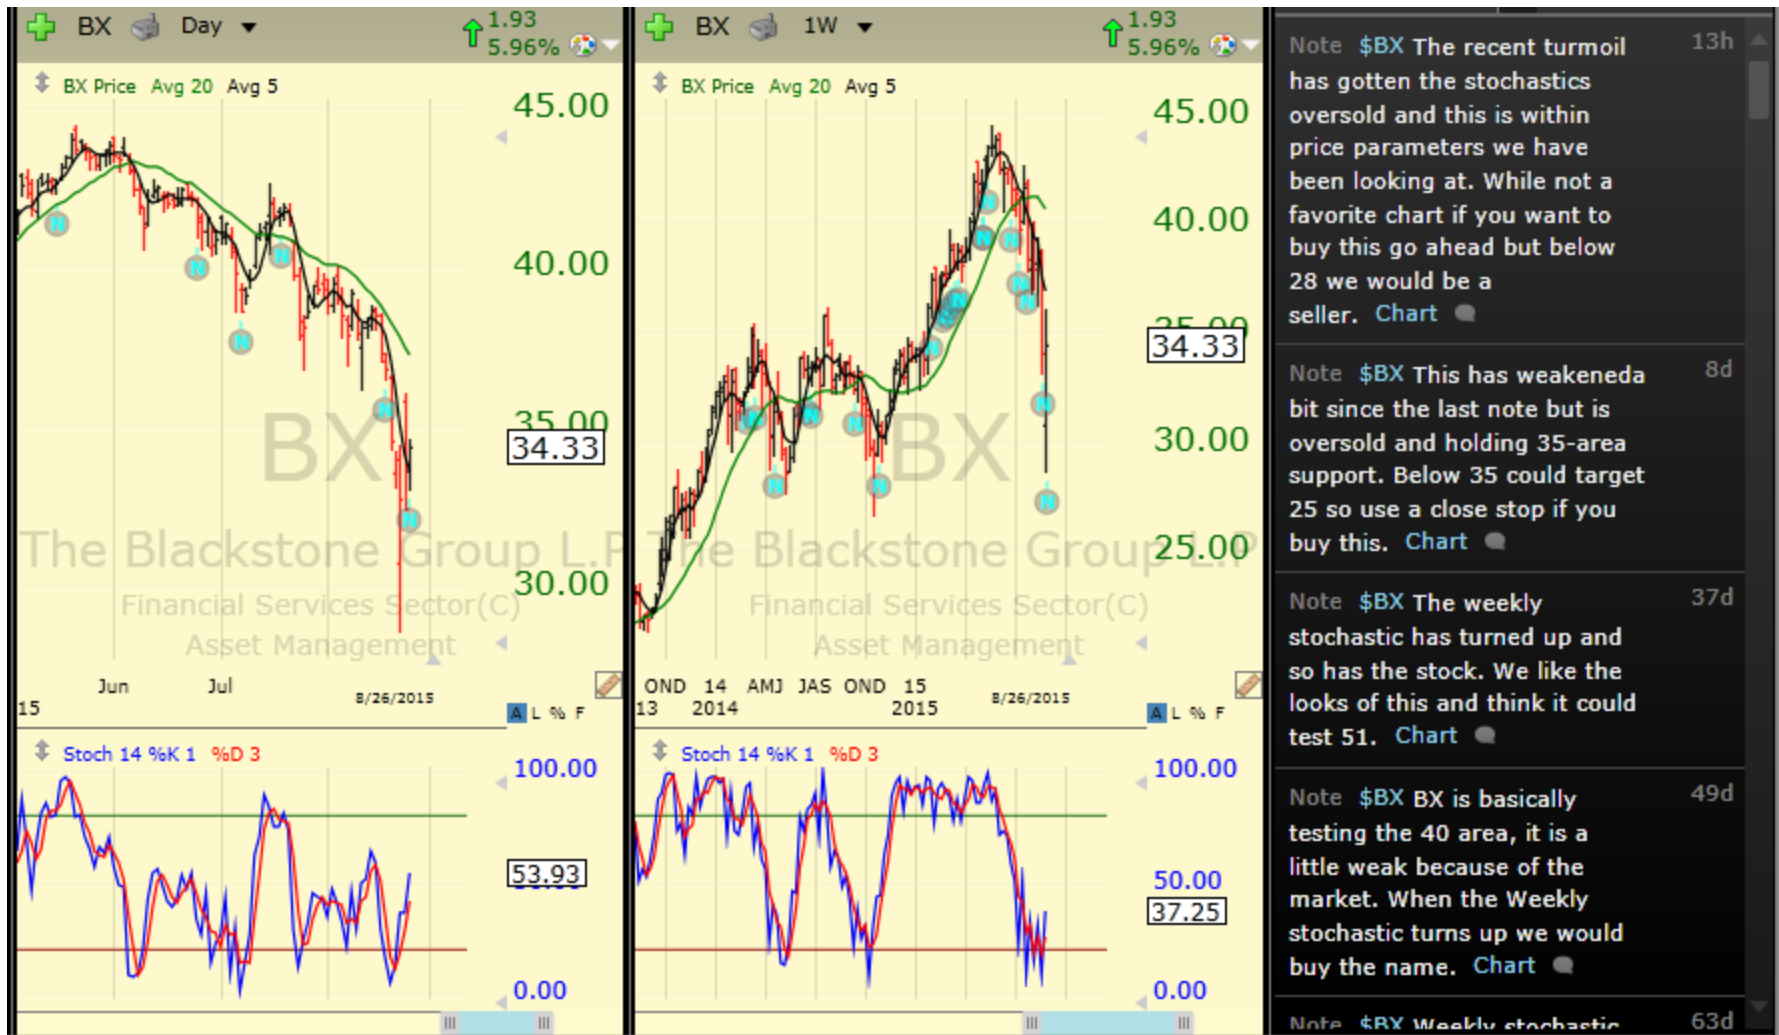 BX Day
1.93
5.96%
BX Price Avg 20 Avg 5
45.00
40.00
35.00
34.33
30.00
BX
The Blackstone Group L.P
Financial Services Sector(C)
Asset Management
Jun Jul 8/26/2015
15
A L % F
Stoch 14 %K 1 %D 3
100.00
53.93
0.00
BX 1W
1.93
5.96%
BX Price Avg 20 Avg 5
45.00
40.00
35.00
34.33
30.00
25.00
BX
The Blackstone Group L.P
Financial Services Sector(C)
Asset Management
OND 14 AMJ JAS OND 15 8/26/2015
13 2014 2015
A L % F
Stoch 14 %K 1 %D 3
100.00
50.00
37.25
0.00
Note $BX The recent turmoil 13h
has gotten the stochastics
oversold and this is within
price parameters we have
been looking at. While not a
favorite chart if you want to
buy this go ahead but below
28 we would be a
seller. Chart
Note $BX This has weakeneda 8d
bit since the last note but is
oversold and holding 35-area
support. Below 35 could target
25 so use a close stop if you
buy this. Chart
Note $BX The weekly 37d
stochastic has turned up and
so has the stock. We like the
looks of this and think it could
test 51. Chart
Note $BX BX is basically 49d
testing the 40 area, it is a
little weak because of the
market. When the Weekly
stochastic turns up we would
buy the name. Chart
Note $BX Weekly stochastic 63d